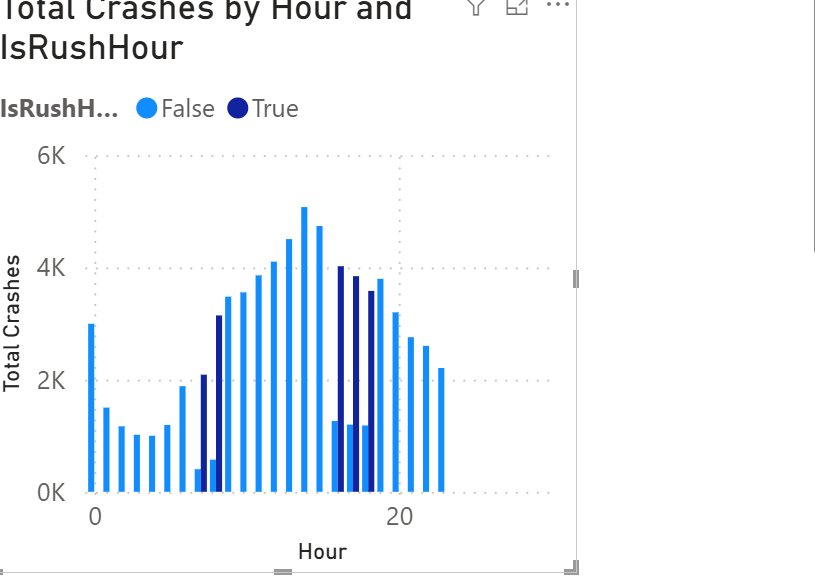 Total Crashes by Hour and
IsRushHour
IsRushH... False True
6K
4K
2K
0K
Total Crashes
0 20
Hour